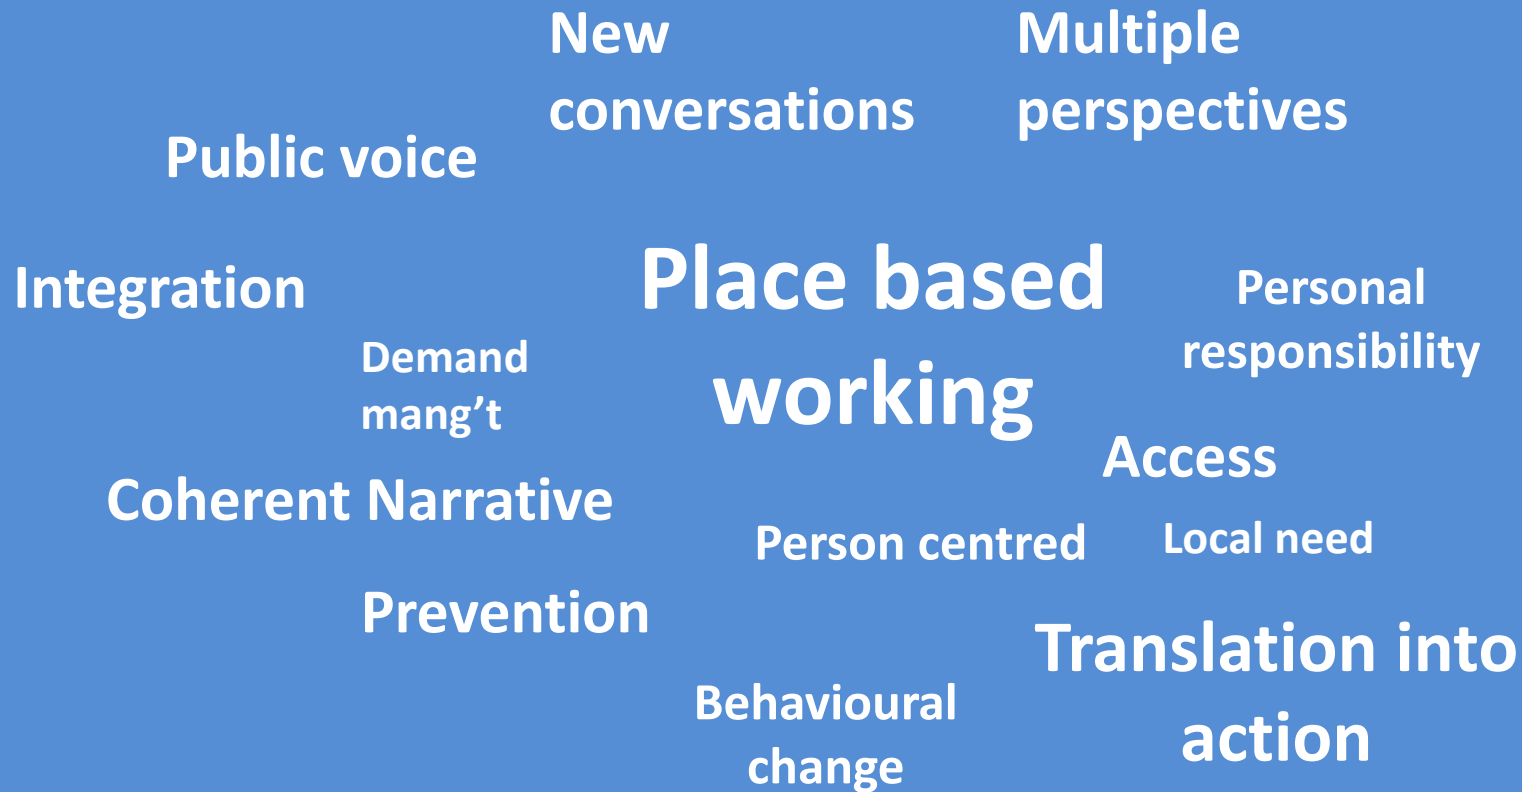 New
conversations
Multiple
perspectives
Public voice
Integration
Place based
working
Personal
responsibility
Demand
mang’t
Access
Coherent Narrative
Person centred
Local need
Prevention
Translation into
action
Behavioural
change